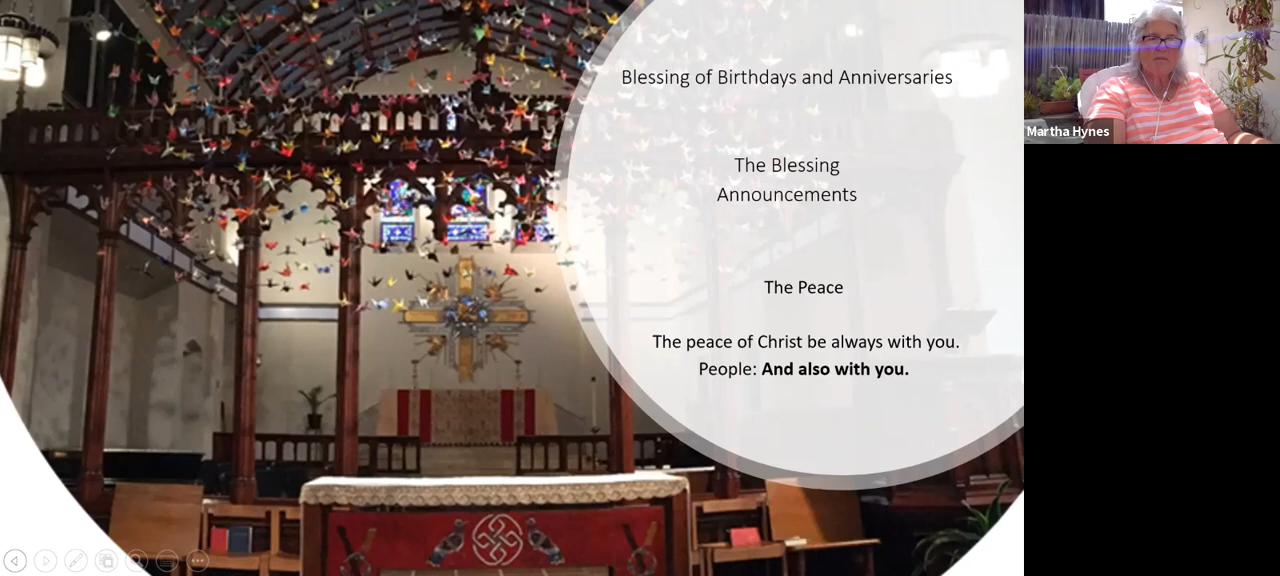 Blessing of Birthdays and Anniversaries
The Blessing
Announcements
The Peace
The peace of Christ be always with you.
People: And also with you.
Martha Hynes